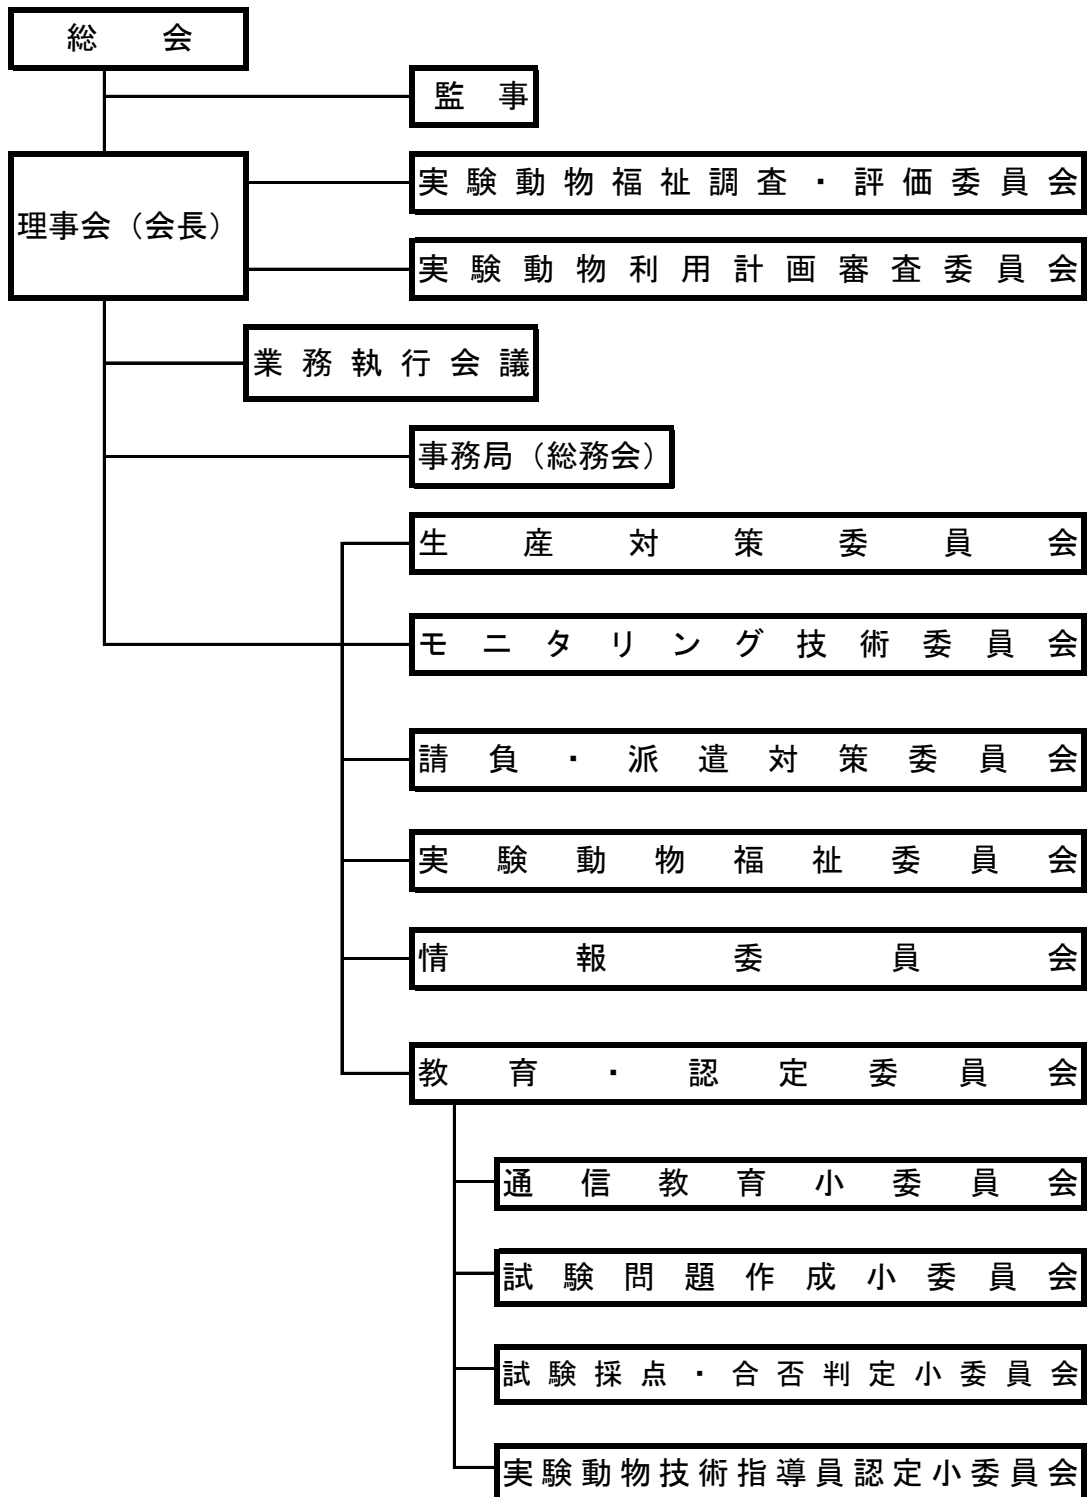 総会
監事
理事会（会長）
実験動物福祉調査・評価委員会
実験動物利用計画審査委員会
業務執行会議
事務局（総務会）
生産対策委員会
モニタリング技術委員会
請負・派遣対策委員会
実験動物福祉委員会
情報委員会
教育・認定委員会
通信教育小委員会
試験問題作成小委員会
試験採点・合否判定小委員会
実験動物技術指導員認定小委員会